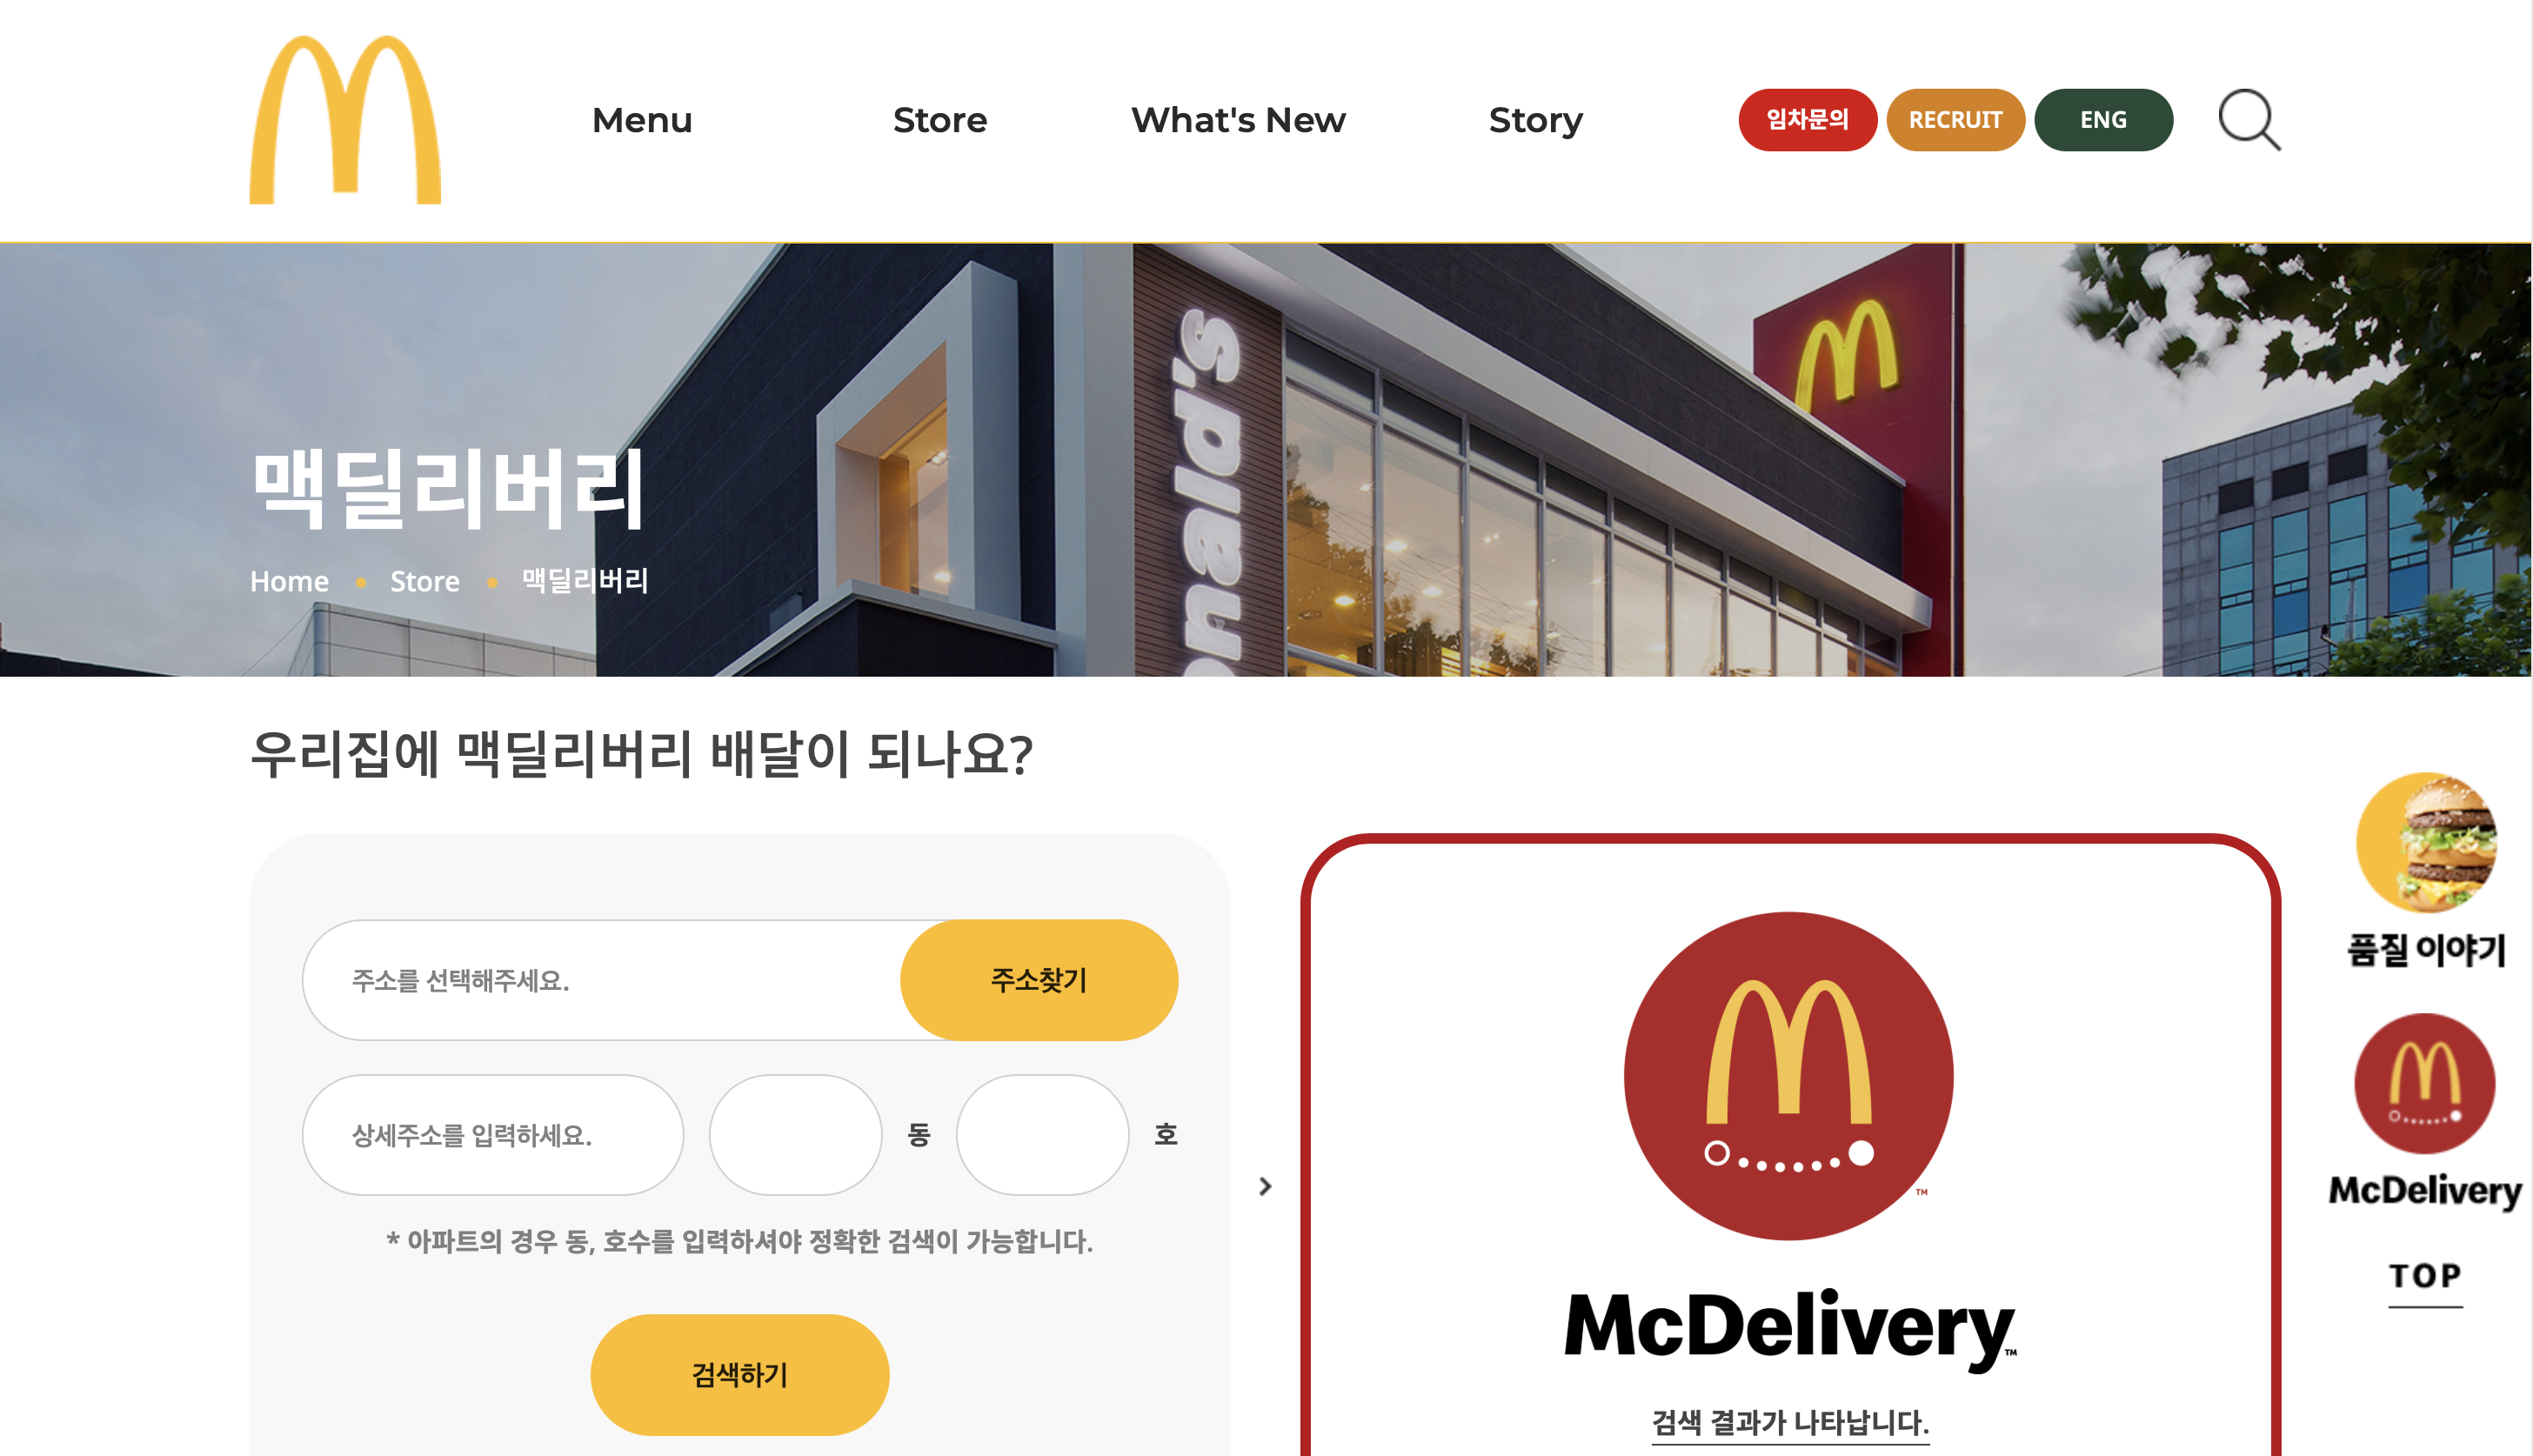 Menu
Store
What's New
Story
임차문의
RECRUIT
ENG
onald's
맥딜리버리
Home • Store • 맥딜리버리
우리집에 맥딜리버리 배달이 되나요?
주소를 선택해주세요.
주소찾기
상세주소를 입력하세요.
동
호
* 아파트의 경우 동, 호수를 입력하셔야 정확한 검색이 가능합니다.
검색하기
TM
McDelivery™
검색 결과가 나타납니다.
품질 이야기
McDelivery
TOP